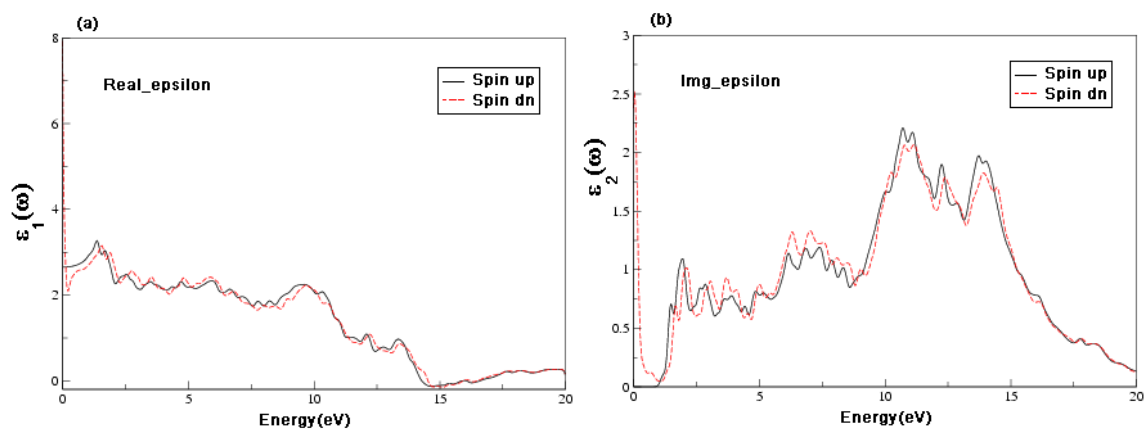 (a)
Real_epsilon
Spin up
Spin dn
8
6
4
2
0
ε1(ω)
0
5
10
15
20
Energy(eV)
(b)
Img_epsilon
Spin up
Spin dn
3
2.5
2
1.5
1
0.5
0
ε2(ω)
0
5
10
15
20
Energy(eV)